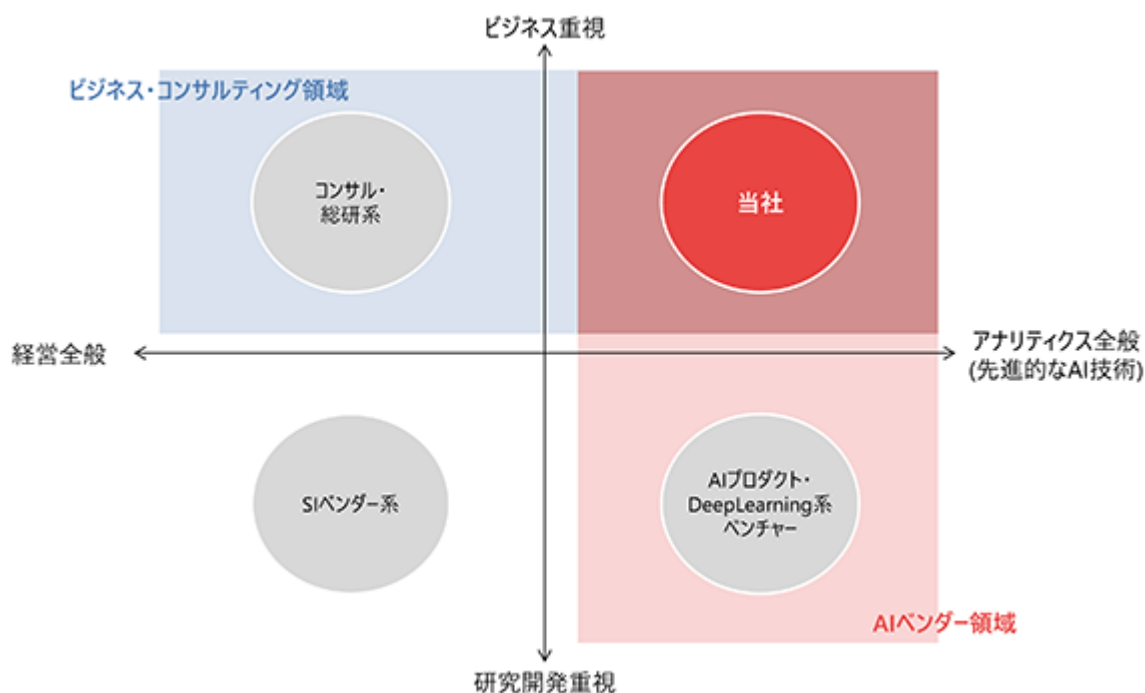 ビジネス重視
ビジネス・コンサルティング領域
コンサル・
総研系
当社
経営全般
アナリティクス全般
(先進的なAI技術)
SIベンダー系
AIプロダクト・
DeepLearning系
ベンチャー
AIベンダー領域
研究開発重視